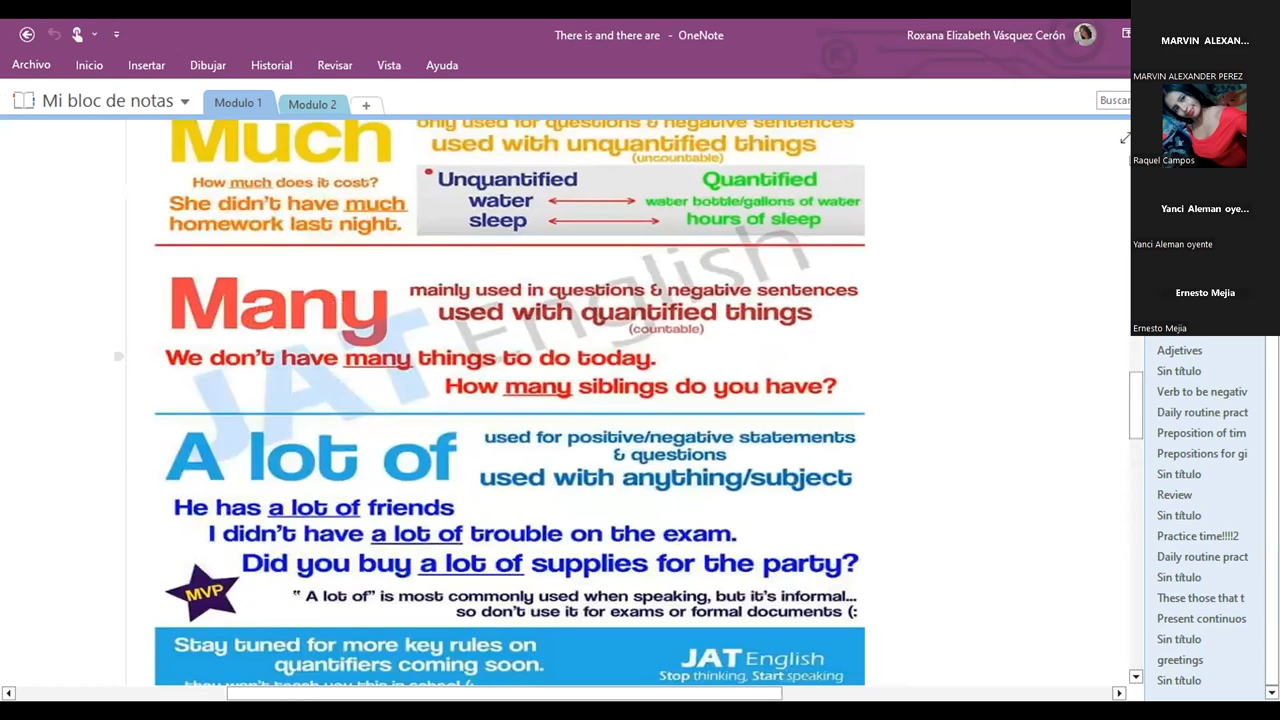 There is and there are - OneNote
Roxana Elizabeth Vásquez Cerón
Archivo
Inicio
Insertar
Dibujar
Historial
Revisar
Vista
Ayuda
Mi bloc de notas
Modulo 1
Modulo 2
Buscar
Much
only used for questions & negative sentences
used with unquantified things
(uncountable)
How much does it cost?
She didn't have much
homework last night.
Unquantified
Quantified
water
water bottle/gallons of water
sleep
hours of sleep
Many
mainly used in questions & negative sentences
used with quantified things
(countable)
We don't have many things to do today.
How many siblings do you have?
A lot of
used for positive/negative statements
& questions
used with anything/subject
He has a lot of friends
I didn't have a lot of trouble on the exam.
Did you buy a lot of supplies for the party?
MVP
" A lot of" is most commonly used when speaking, but it's informal...
so don't use it for exams or formal documents (:
Stay tuned for more key rules on
quantifiers coming soon.
they won't teach you this in school (:
JAT English
Stop thinking, Start speaking
JAT English
MARVIN ALEXAN...
MARVIN ALEXANDER PEREZ
Raquel Campos
Yanci Aleman oye...
Yanci Aleman oyente
Ernesto Mejia
Ernesto Mejia
Adjetives
Sin título
Verb to be negativ
Daily routine pract
Preposition of tim
Prepositions for gi
Sin título
Review
Sin título
Practice time!!!!2
Daily routine pract
Sin título
These those that t
Present continuos
Sin título
greetings
Sin título